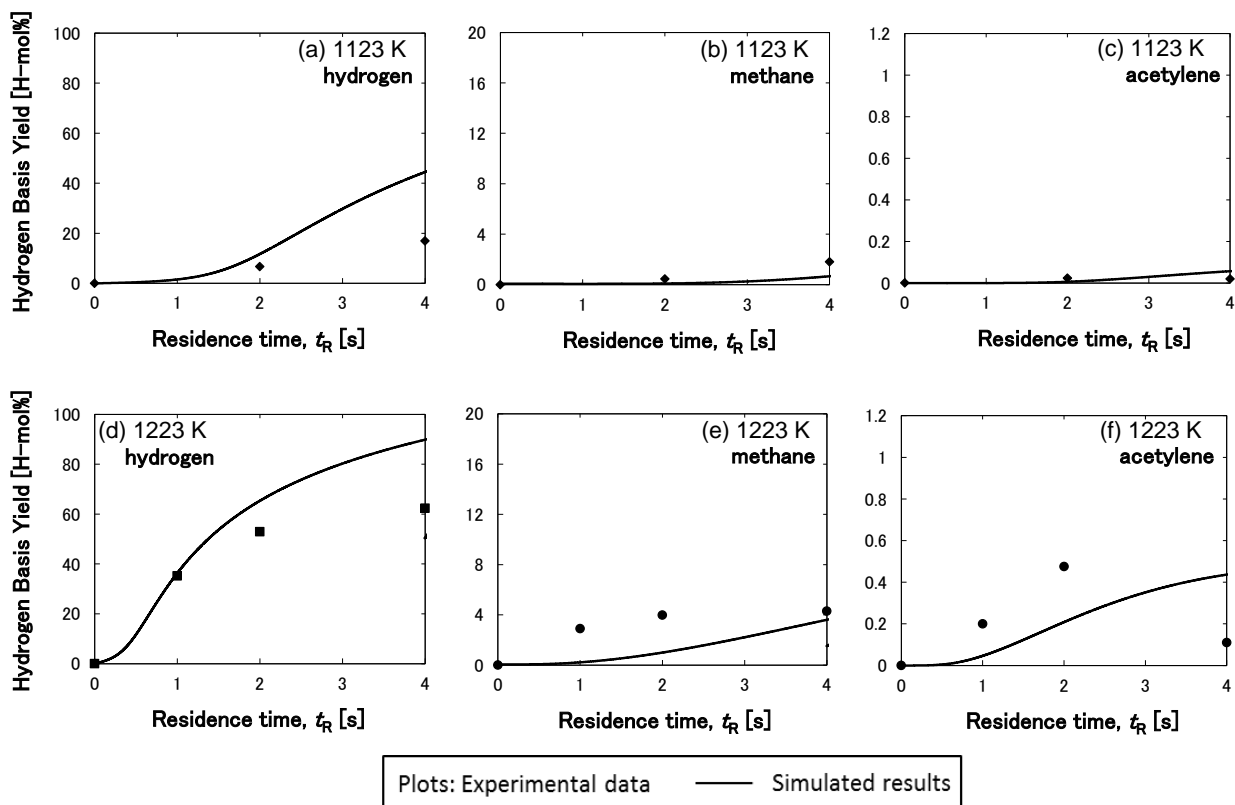 Hydrogen Basis Yield [H-mol%]
100
80
60
40
20
0
(a) 1123 K
hydrogen
0 1 2 3 4
Residence time, tR [s]
20
16
12
8
4
0
(b) 1123 K
methane
0 1 2 3 4
Residence time, tR [s]
1.2
1
0.8
0.6
0.4
0.2
0
(c) 1123 K
acetylene
0 1 2 3 4
Residence time, tR [s]
Hydrogen Basis Yield [H-mol%]
100
80
60
40
20
0
(d) 1223 K
hydrogen
0 1 2 3 4
Residence time, tR [s]
20
16
12
8
4
0
(e) 1223 K
methane
0 1 2 3 4
Residence time, tR [s]
1.2
1
0.8
0.6
0.4
0.2
0
(f) 1223 K
acetylene
0 1 2 3 4
Residence time, tR [s]
Plots: Experimental data —— Simulated results